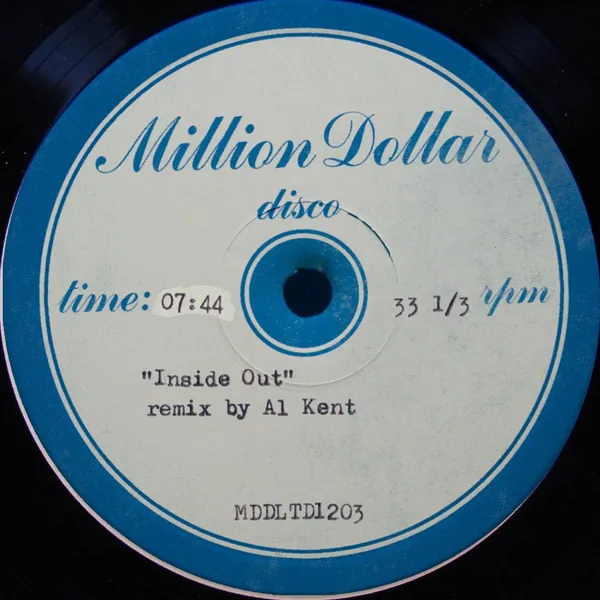 Million Dollar
disco
time: 07:44 33 1/3 rpm
"Inside Out"
remix by Al Kent
MDDLTD1203